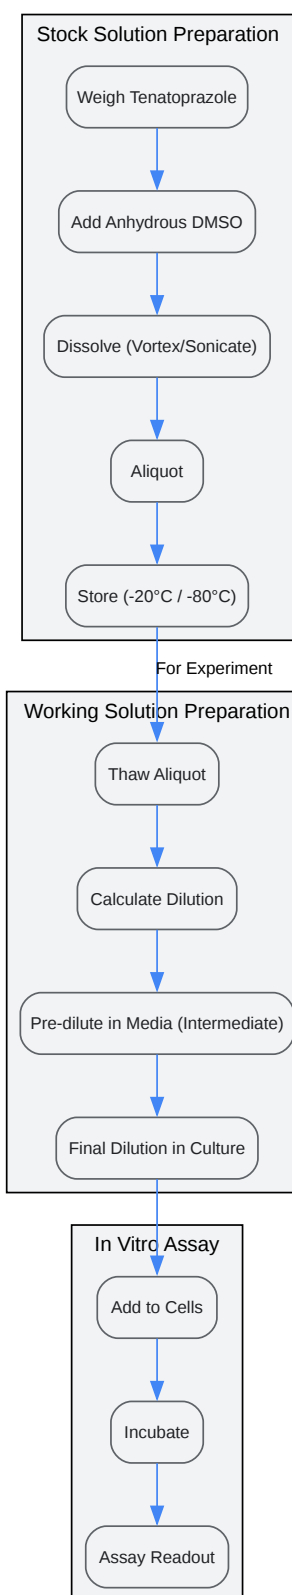 Stock Solution Preparation
Weigh Tenatoprazole
Add Anhydrous DMSO
Dissolve (Vortex/Sonicate)
Aliquot
Store (-20°C / -80°C)
For Experiment
Working Solution Preparation
Thaw Aliquot
Calculate Dilution
Pre-dilute in Media (Intermediate)
Final Dilution in Culture
In Vitro Assay
Add to Cells
Incubate
Assay Readout